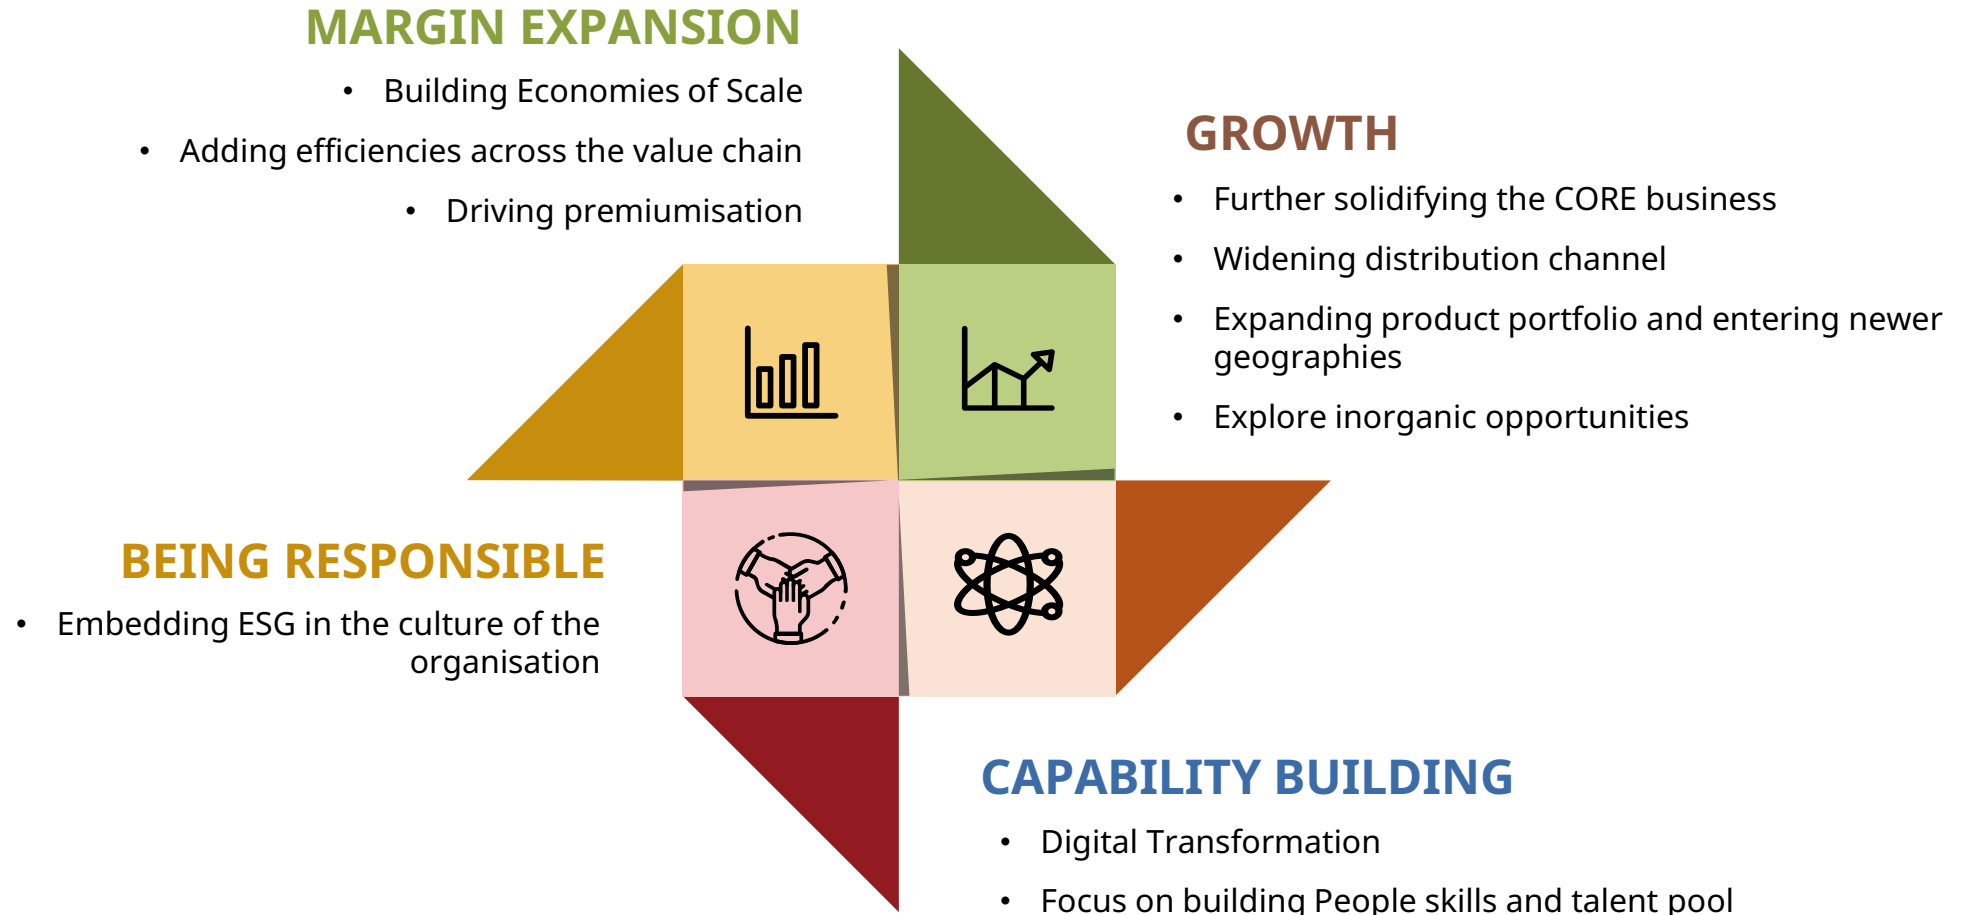 MARGIN EXPANSION
• Building Economies of Scale
• Adding efficiencies across the value chain
• Driving premiumisation
GROWTH
• Further solidifying the CORE business
• Widening distribution channel
• Expanding product portfolio and entering newer
geographies
• Explore inorganic opportunities
BEING RESPONSIBLE
• Embedding ESG in the culture of the
organisation
CAPABILITY BUILDING
• Digital Transformation
• Focus on building People skills and talent pool